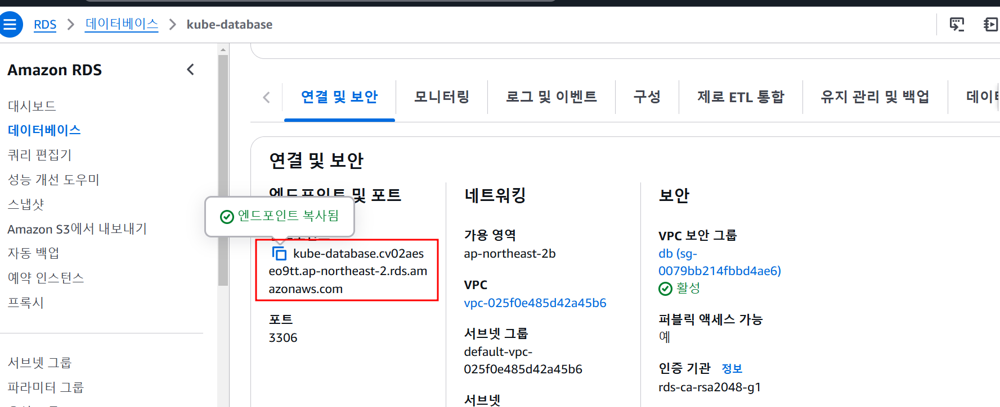 RDS > 데이터베이스 > kube-database
Amazon RDS
대시보드
데이터베이스
쿼리 편집기
성능 개선 도우미
스냅샷
Amazon S3에서 내보내기
자동 백업
예약 인스턴스
프록시
서브넷 그룹
파라미터 그룹
연결 및 보안
모니터링
로그 및 이벤트
구성
제로 ETL 통합
유지 관리 및 백업
연결 및 보안
엔드포인트 및 포트
엔드포인트 복사됨
kube-database.cv02aes
eo9tt.ap-northeast-2.rds.am
azonaws.com
포트
3306
네트워킹
가용 영역
ap-northeast-2b
VPC
vpc-025f0e485d42a45b6
서브넷 그룹
default-vpc-
025f0e485d42a45b6
서브넷
보안
VPC 보안 그룹
db (sg-
0079bb214fbbd4ae6)
활성
퍼블릭 액세스 가능
예
인증 기관 정보
rds-ca-rsa2048-g1